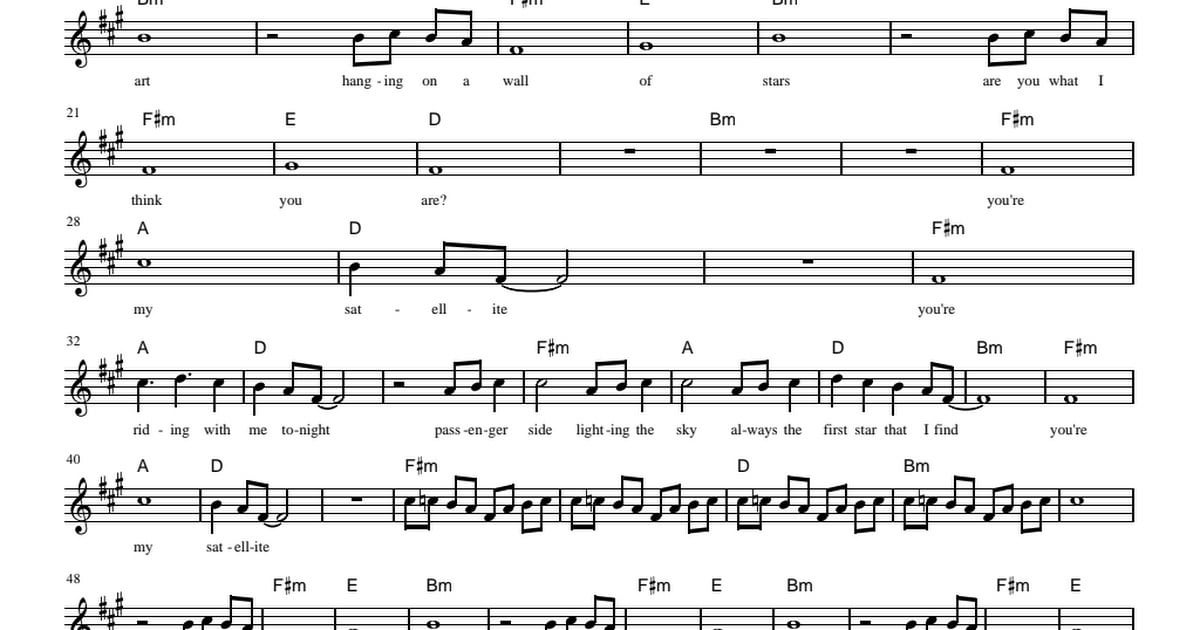 Bm F#m E Bm
art hang - ing on a wall of stars are you what I
21
F#m E D Bm F#m
think you are? you're
28
A D F#m
my sat - ell - ite you're
32
A D F#m A D Bm F#m
rid - ing with me to-night pass-en-ger side light-ing the sky al-ways the first star that I find you're
40
A D F#m D Bm
my sat-ell-ite
48
F#m E Bm F#m E Bm F#m E